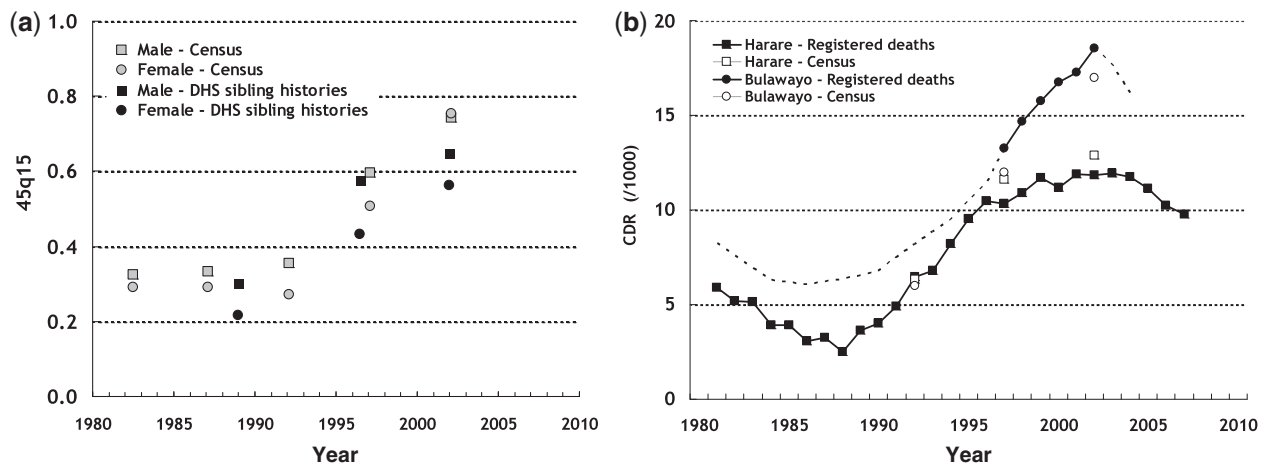 (a)
1.0
0.8
0.6
0.4
0.2
0.0
45q15
Male - Census
Female - Census
Male - DHS sibling histories
Female - DHS sibling histories
1980 1985 1990 1995 2000 2005 2010
Year
(b)
20
15
10
5
0
CDR (/1000)
Harare - Registered deaths
Harare - Census
Bulawayo - Registered deaths
Bulawayo - Census
1980 1985 1990 1995 2000 2005 2010
Year